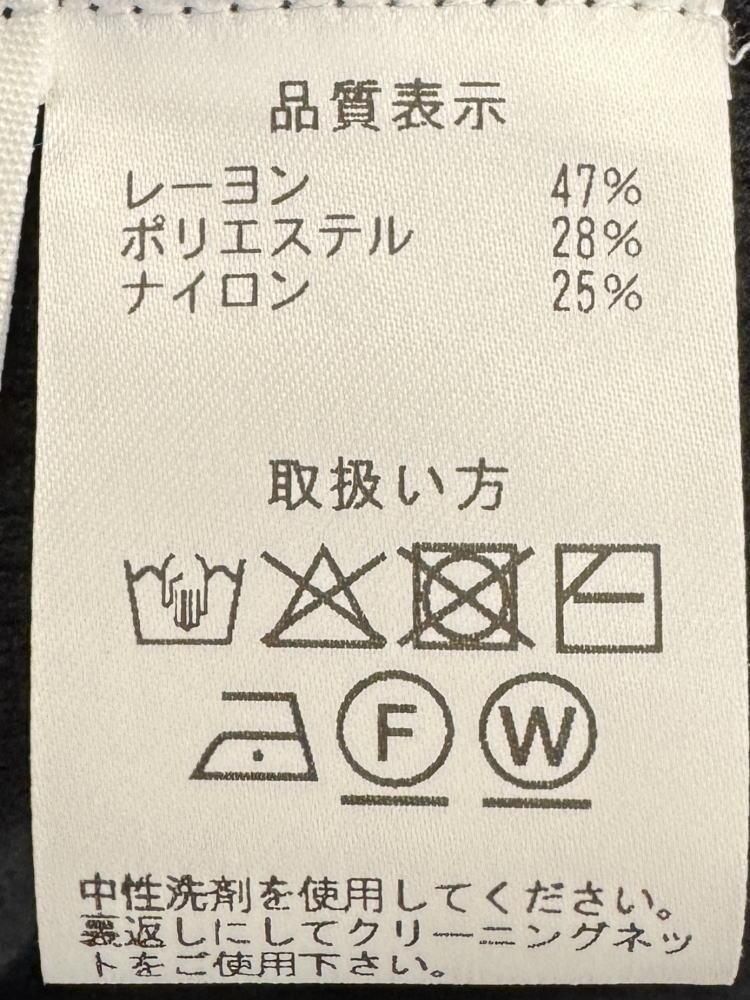 品質表示
レーヨン 47%
ポリエステル 28%
ナイロン 25%
取扱い方
F W
中性洗剤を使用してください。
裏返しにしてクリーニングネッ
トをご使用下さい。